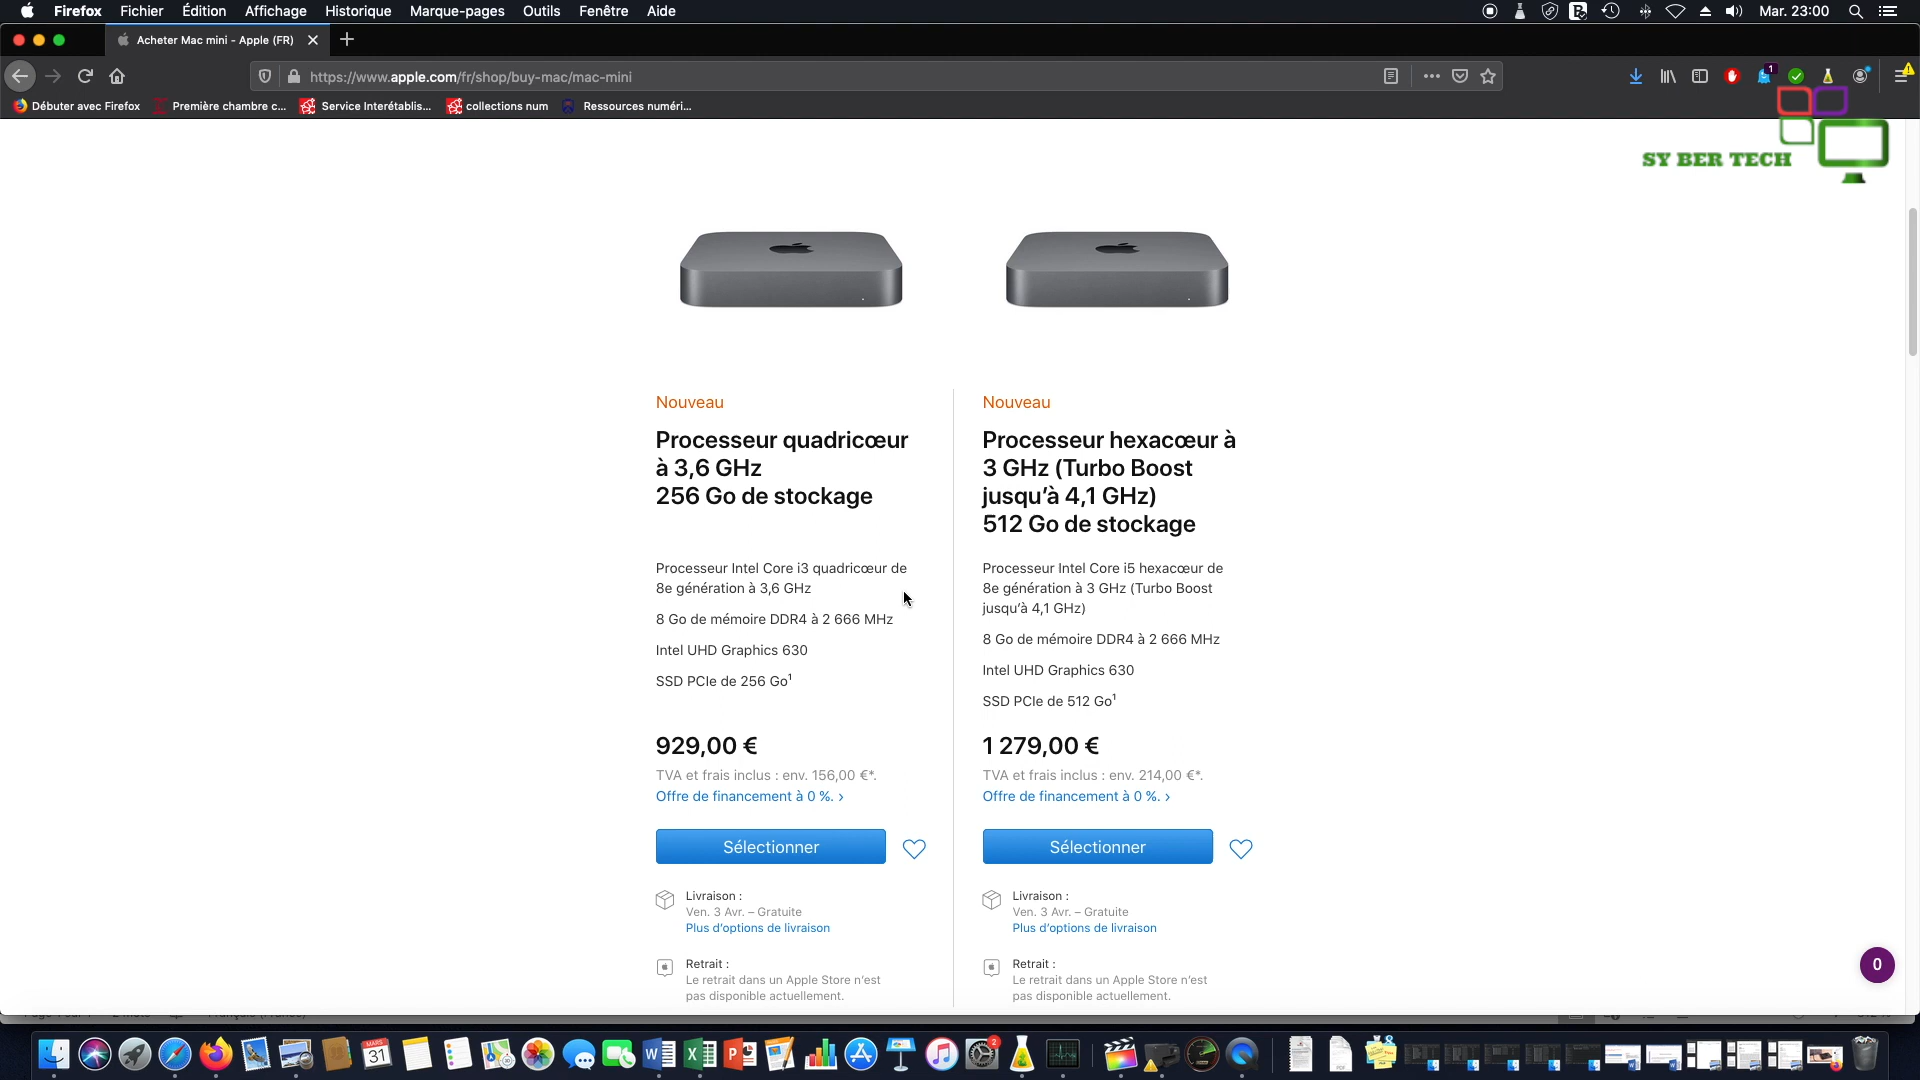 Firefox Fichier Édition Affichage Historique Marque-pages Outils Fenêtre Aide
Mar. 23:00
Acheter Mac mini - Apple (FR)
https://www.apple.com/fr/shop/buy-mac/mac-mini
1
Débuter avec Firefox Première chambre c... Service Interétablis... collections num Ressources numéri...
SY BER TECH
Nouveau
Processeur quadricœur
à 3,6 GHz
256 Go de stockage
Processeur Intel Core i3 quadricœur de
8e génération à 3,6 GHz
8 Go de mémoire DDR4 à 2 666 MHz
Intel UHD Graphics 630
SSD PCIe de 256 Go1
929,00 €
TVA et frais inclus : env. 156,00 €*.
Offre de financement à 0 %. ›
Sélectionner
Livraison :
Ven. 3 Avr. – Gratuite
Plus d'options de livraison
Retrait :
Le retrait dans un Apple Store n'est
pas disponible actuellement.
Nouveau
Processeur hexacœur à
3 GHz (Turbo Boost
jusqu'à 4,1 GHz)
512 Go de stockage
Processeur Intel Core i5 hexacœur de
8e génération à 3 GHz (Turbo Boost
jusqu'à 4,1 GHz)
8 Go de mémoire DDR4 à 2 666 MHz
Intel UHD Graphics 630
SSD PCIe de 512 Go1
1 279,00 €
TVA et frais inclus : env. 214,00 €*.
Offre de financement à 0 %. ›
Sélectionner
Livraison :
Ven. 3 Avr. – Gratuite
Plus d'options de livraison
Retrait :
Le retrait dans un Apple Store n'est
pas disponible actuellement.
0
MARS
31
2